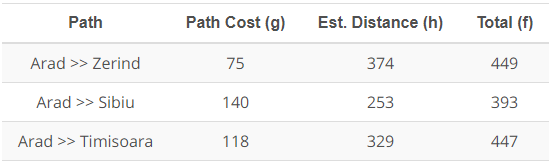 Path Path Cost (g) Est. Distance (h) Total (f)
Arad >> Zerind 75 374 449
Arad >> Sibiu 140 253 393
Arad >> Timisoara 118 329 447